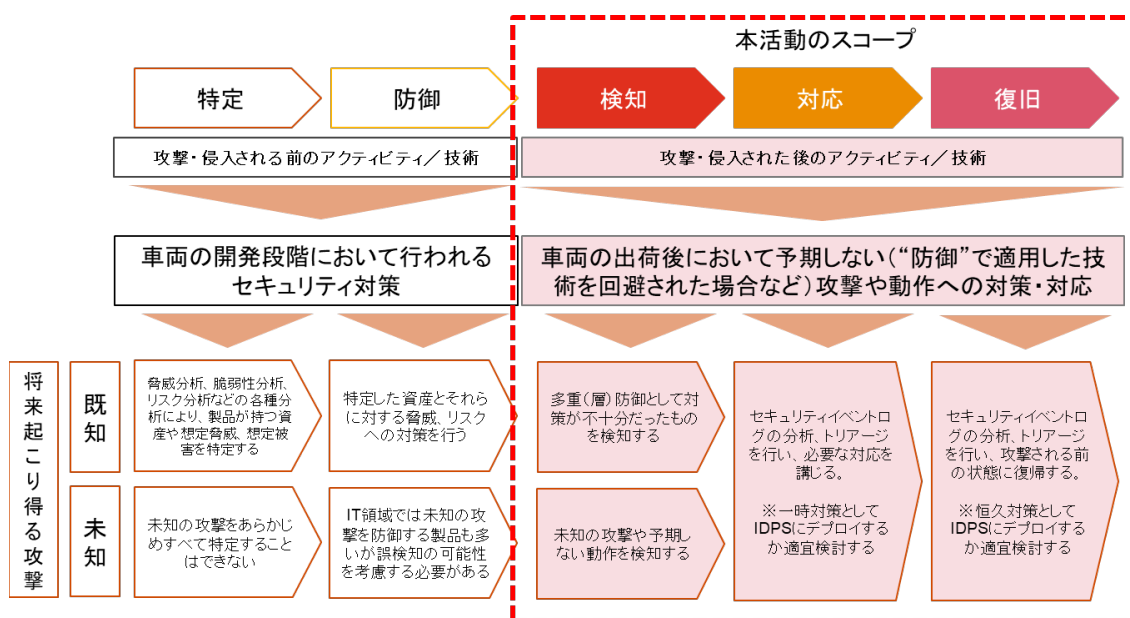 本活動のスコープ
特定
防御
検知
対応
復旧
攻撃・侵入される前のアクティビティ／技術
攻撃・侵入された後のアクティビティ／技術
車両の開発段階において行われる
セキュリティ対策
車両の出荷後において予期しない(“防御”で適用した技
術を回避された場合など)攻撃や動作への対策・対応
将来起こり得る攻撃
既知
脅威分析、脆弱性分析、
リスク分析などの各種分
析により、製品が持つ資
産や想定脅威、想定被
害を特定する
特定した資産とそれら
に対する脅威、リスク
への対策を行う
多重(層)防御として対
策が不十分だったもの
を検知する
セキュリティイベントロ
グの分析、トリアージ
を行い、必要な対応を
講じる。
※一時対策として
IDPSにデプロイする
か適宜検討する
セキュリティイベントロ
グの分析、トリアージ
を行い、攻撃される前
の状態に復帰する。
※恒久対策として
IDPSにデプロイする
か適宜検討する
未知
未知の攻撃をあらかじ
めすべて特定すること
はできない
IT領域では未知の攻
撃を防御する製品も多
いが誤検知の可能性
を考慮する必要がある
未知の攻撃や予期し
ない動作を検知する